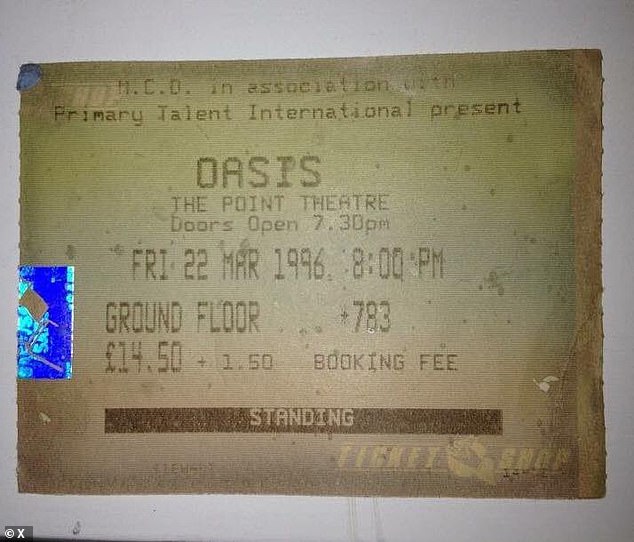 M.C.D. in association with
Primary Talent International present
OASIS
THE POINT THEATRE
Doors Open 7.30pm
FRI 22 MAR 1996 8:00 PM
GROUND FLOOR . . . *783
£14.50 + 1.50 BOOKING FEE
STANDING
TICKET SHOP
STEWART
© X